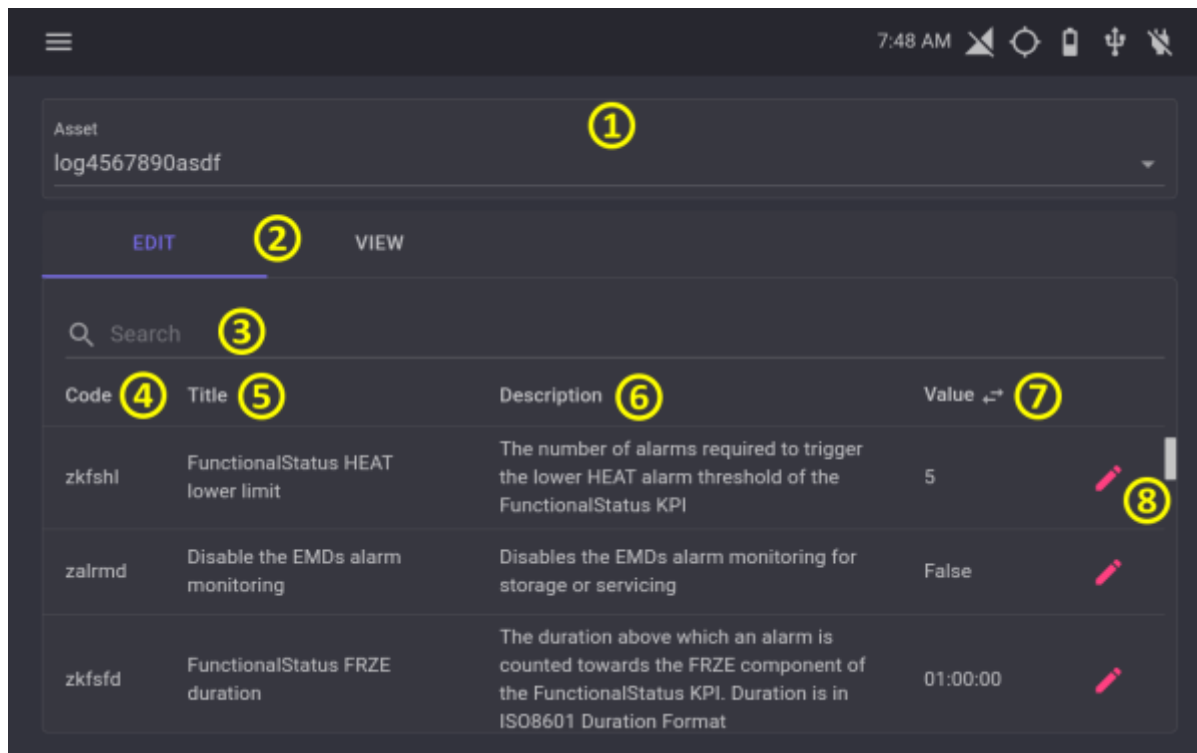 7:48 AM
1
Asset
log4567890asdf
EDIT 2 VIEW
Search 3
Code 4 Title 5 Description 6 Value 7
The number of alarms required to trigger
FunctionalStatus HEAT
zkfshl the lower HEAT alarm threshold of the 5
lower limit 8
FunctionalStatus KPI
Disable the EMDs alarm Disables the EMDs alarm monitoring for
zalrmd False
monitoring storage or servicing
The duration above which an alarm is
FunctionalStatus FRZE counted towards the FRZE component of
zkfsfd 01:00:00
duration the FunctionalStatus KPI. Duration is in
ISO8601 Duration Format